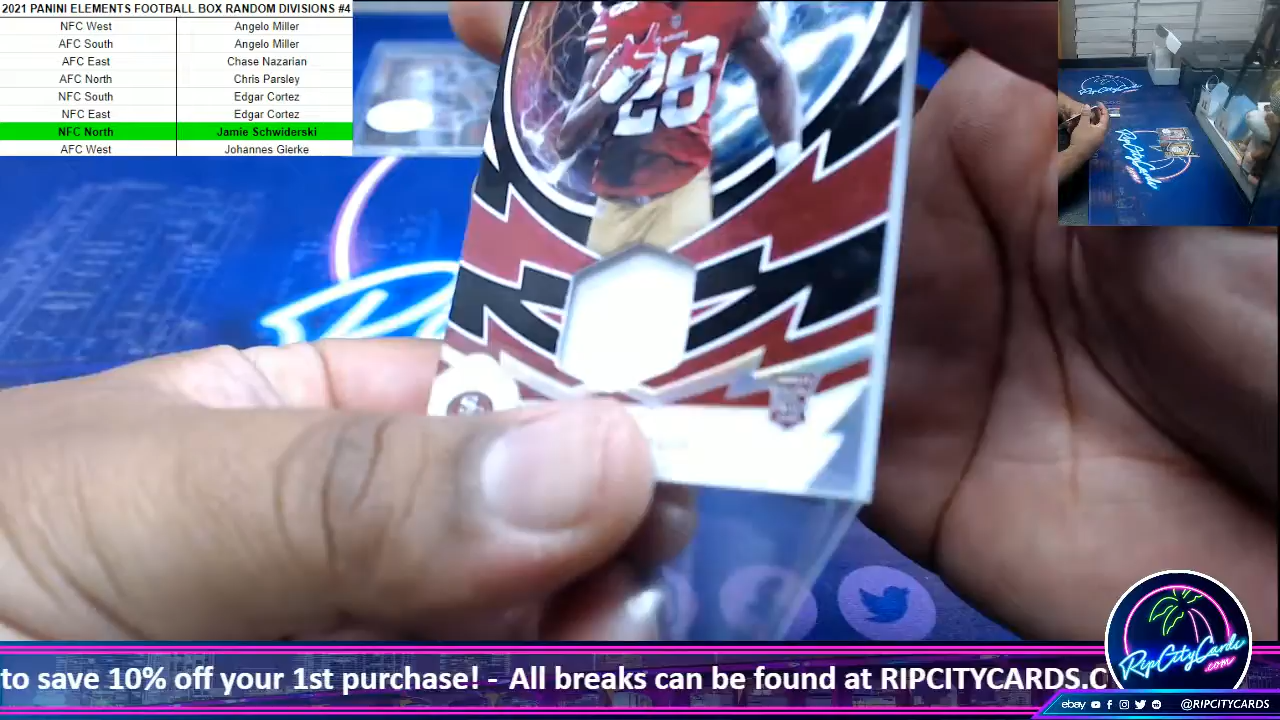 2021 PANINI ELEMENTS FOOTBALL BOX RANDOM DIVISIONS #4
NFC West Angelo Miller
AFC South Angelo Miller
AFC East Chase Nazarian
AFC North Chris Parsley
NFC South Edgar Cortez
NFC East Edgar Cortez
NFC North Jamie Schwiderski
AFC West Johannes Gierke
28
to save 10% off your 1st purchase! - All breaks can be found at RIPCITYCARDS.C
RipCityCards
.com
ebay @RIPCITYCARDS